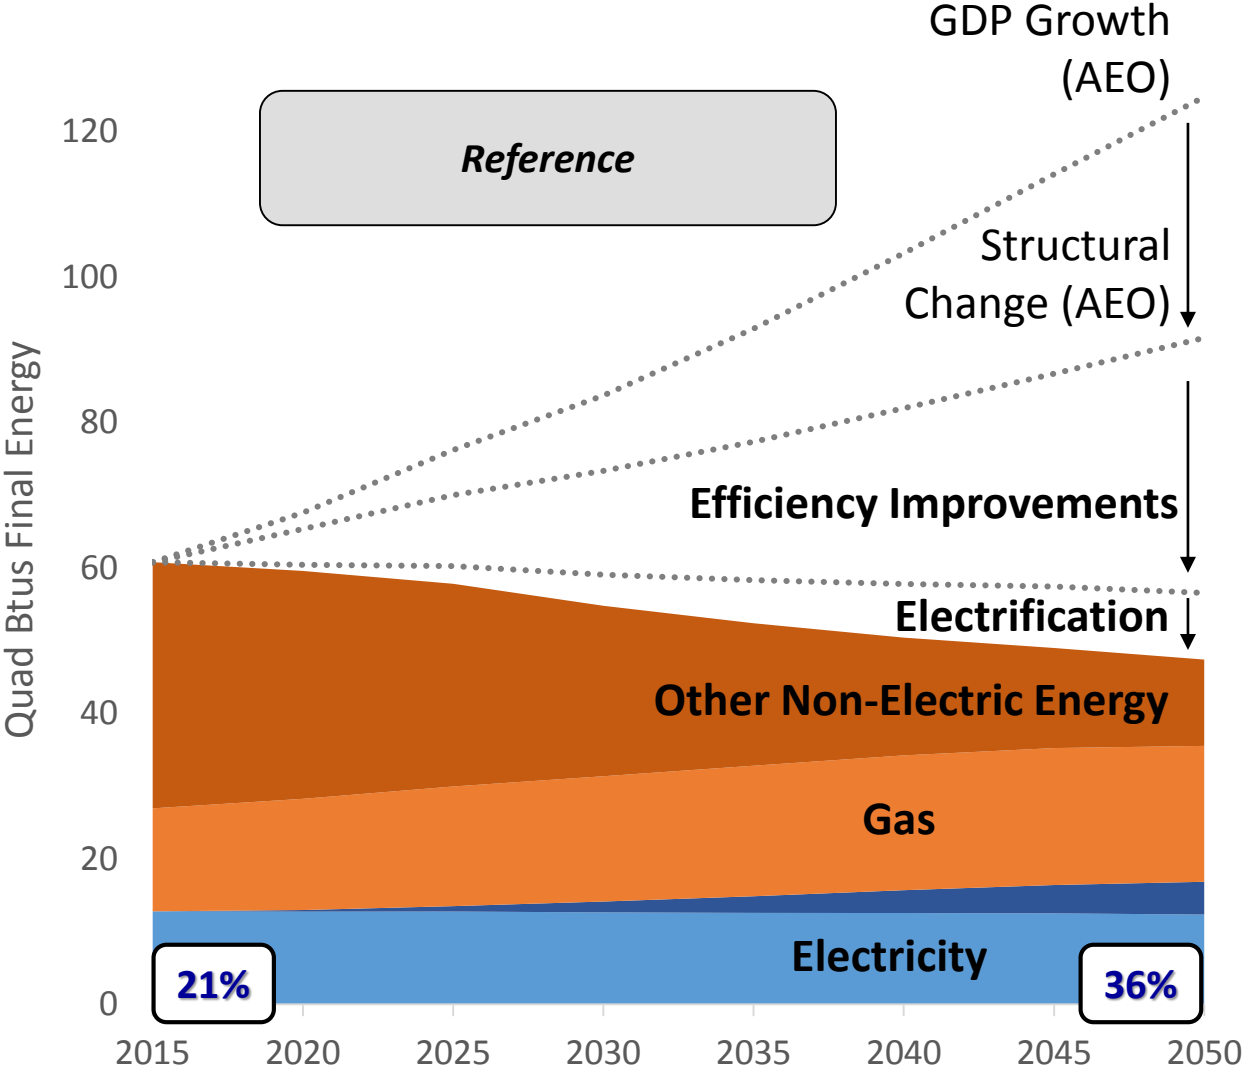 GDP Growth
(AEO)
120
Reference
Structural
Change (AEO)
100
80
Quad Btus Final Energy
Efficiency Improvements
60
Electrification
Other Non-Electric Energy
40
Gas
20
Electricity
21%
36%
0
2015 2020 2025 2030 2035 2040 2045 2050